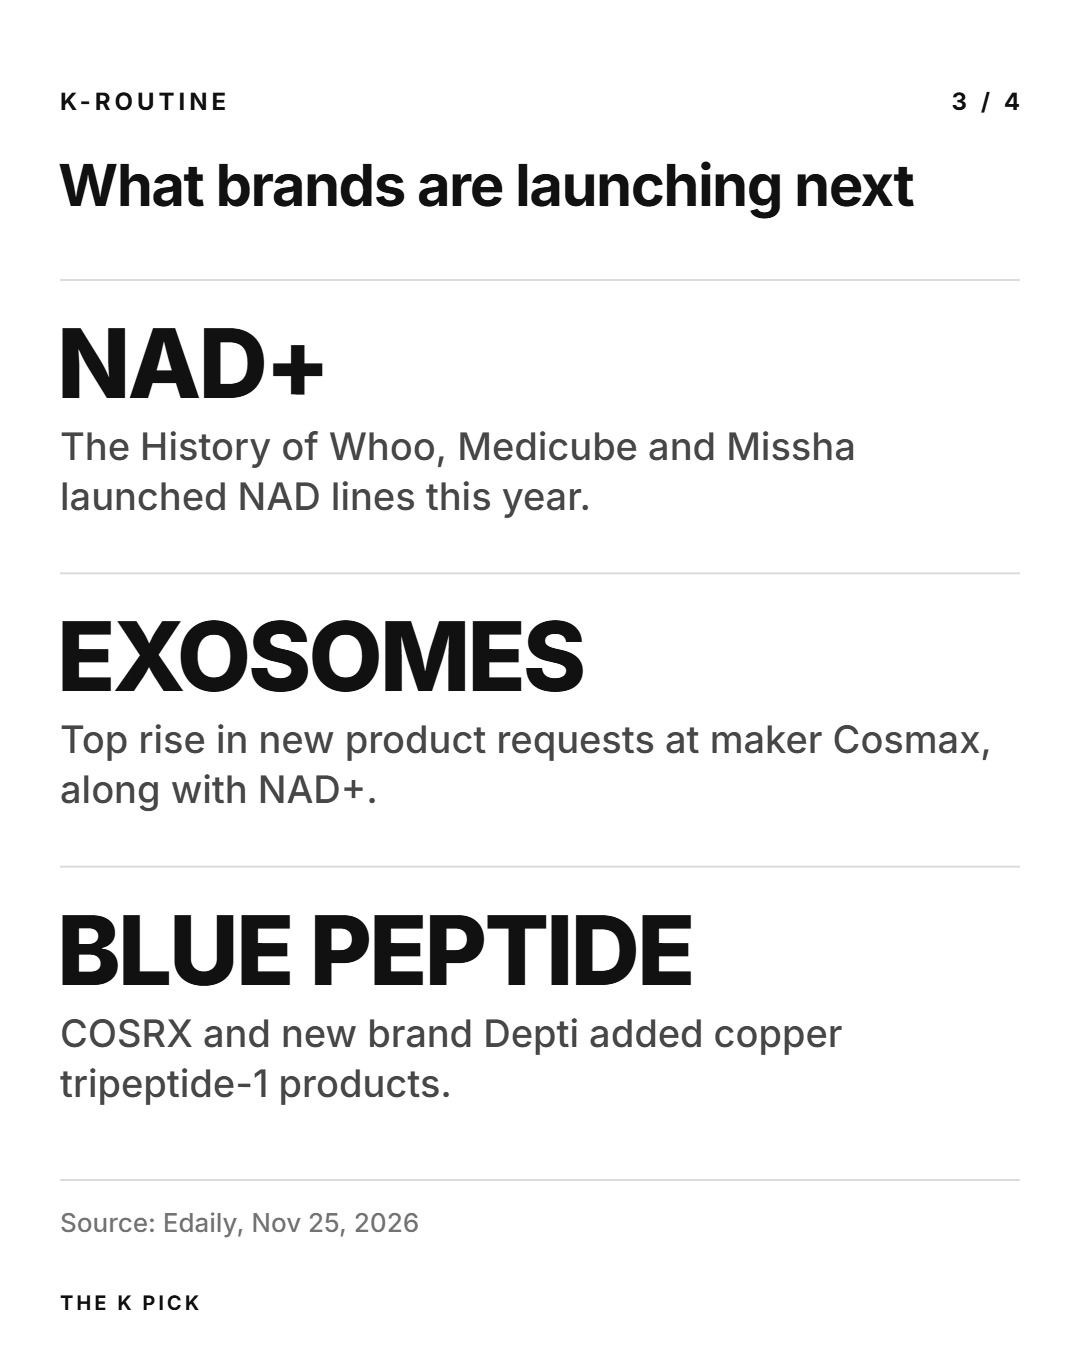 K-ROUTINE
3 / 4
What brands are launching next
NAD+
The History of Whoo, Medicube and Missha
launched NAD lines this year.
EXOSOMES
Top rise in new product requests at maker Cosmax,
along with NAD+.
BLUE PEPTIDE
COSRX and new brand Depti added copper
tripeptide-1 products.
Source: Edaily, Nov 25, 2026
THE K PICK